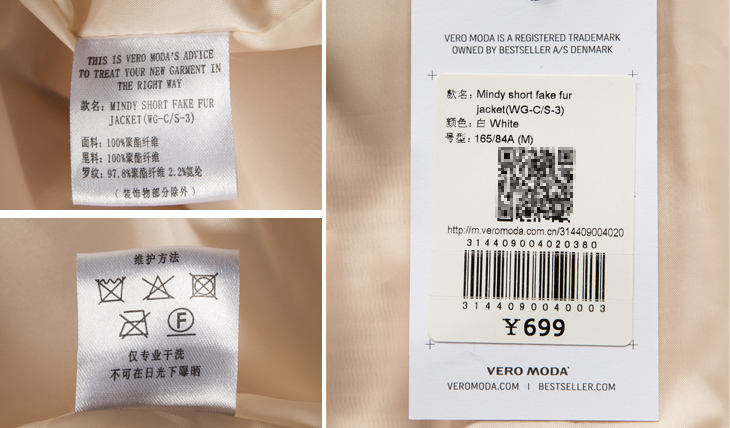 THIS IS VERO MODA'S ADVICE
TO TREAT YOUR NEW GARMENT IN
THE RIGHT WAY
款名：MINDY SHORT FAKE FUR
JACKET(WG-C/S-3)
面料：100%聚酯纤维
里料：100%聚酯纤维
罗纹：97.8%聚酯纤维 2.2%氨纶
（装饰物部分除外）
维护方法
F
仅专业干洗
不可在日光下曝晒
VERO MODA IS A REGISTERED TRADEMARK
OWNED BY BESTSELLER A/S DENMARK
款名：Mindy short fake fur
jacket(WG-C/S-3)
颜色：白 White
号型：165/84A (M)
http://m.veromoda.com.cn/314409004020
314409004020380
314409004040003
¥699
VERO MODA
VEROMODA.COM | BESTSELLER.COM